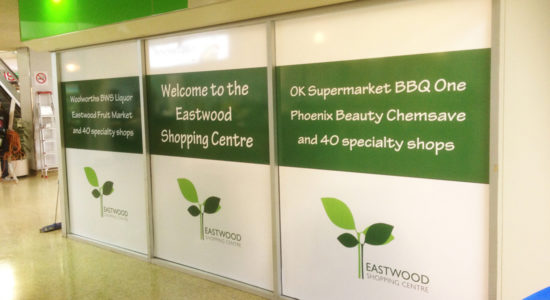 Woolworths BWS Liquor
Eastwood Fruit Market
and 40 specialty shops
EASTWOOD
SHOPPING CENTRE
Welcome to the
Eastwood
Shopping Centre
EASTWOOD
SHOPPING CENTRE
OK Supermarket BBQ One
Phoenix Beauty Chemsave
and 40 specialty shops
EASTWOOD
SHOPPING CENTRE